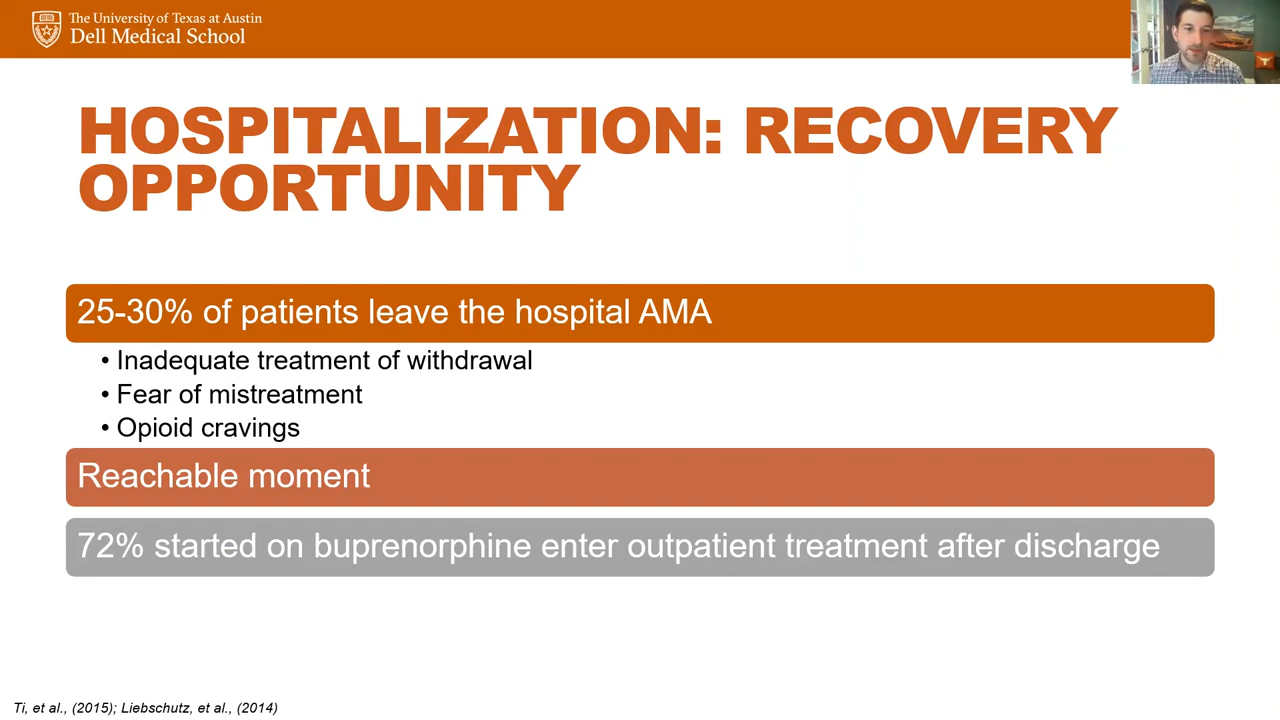 The University of Texas at Austin
Dell Medical School
HOSPITALIZATION: RECOVERY
OPPORTUNITY
25-30% of patients leave the hospital AMA
• Inadequate treatment of withdrawal
• Fear of mistreatment
• Opioid cravings
Reachable moment
72% started on buprenorphine enter outpatient treatment after discharge
Ti, et al., (2015); Liebschutz, et al., (2014)